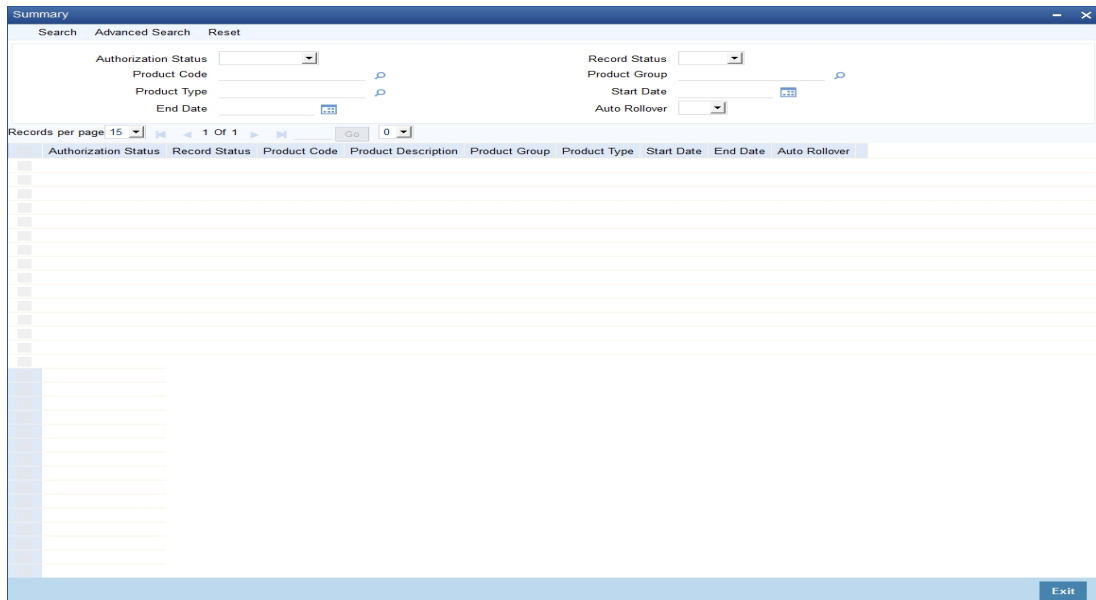 Summary
Search Advanced Search Reset
Authorization Status Record Status
Product Code Product Group
Product Type Start Date
End Date Auto Rollover
Records per page 15 1 Of 1 Go 0
Authorization Status Record Status Product Code Product Description Product Group Product Type Start Date End Date Auto Rollover
Exit